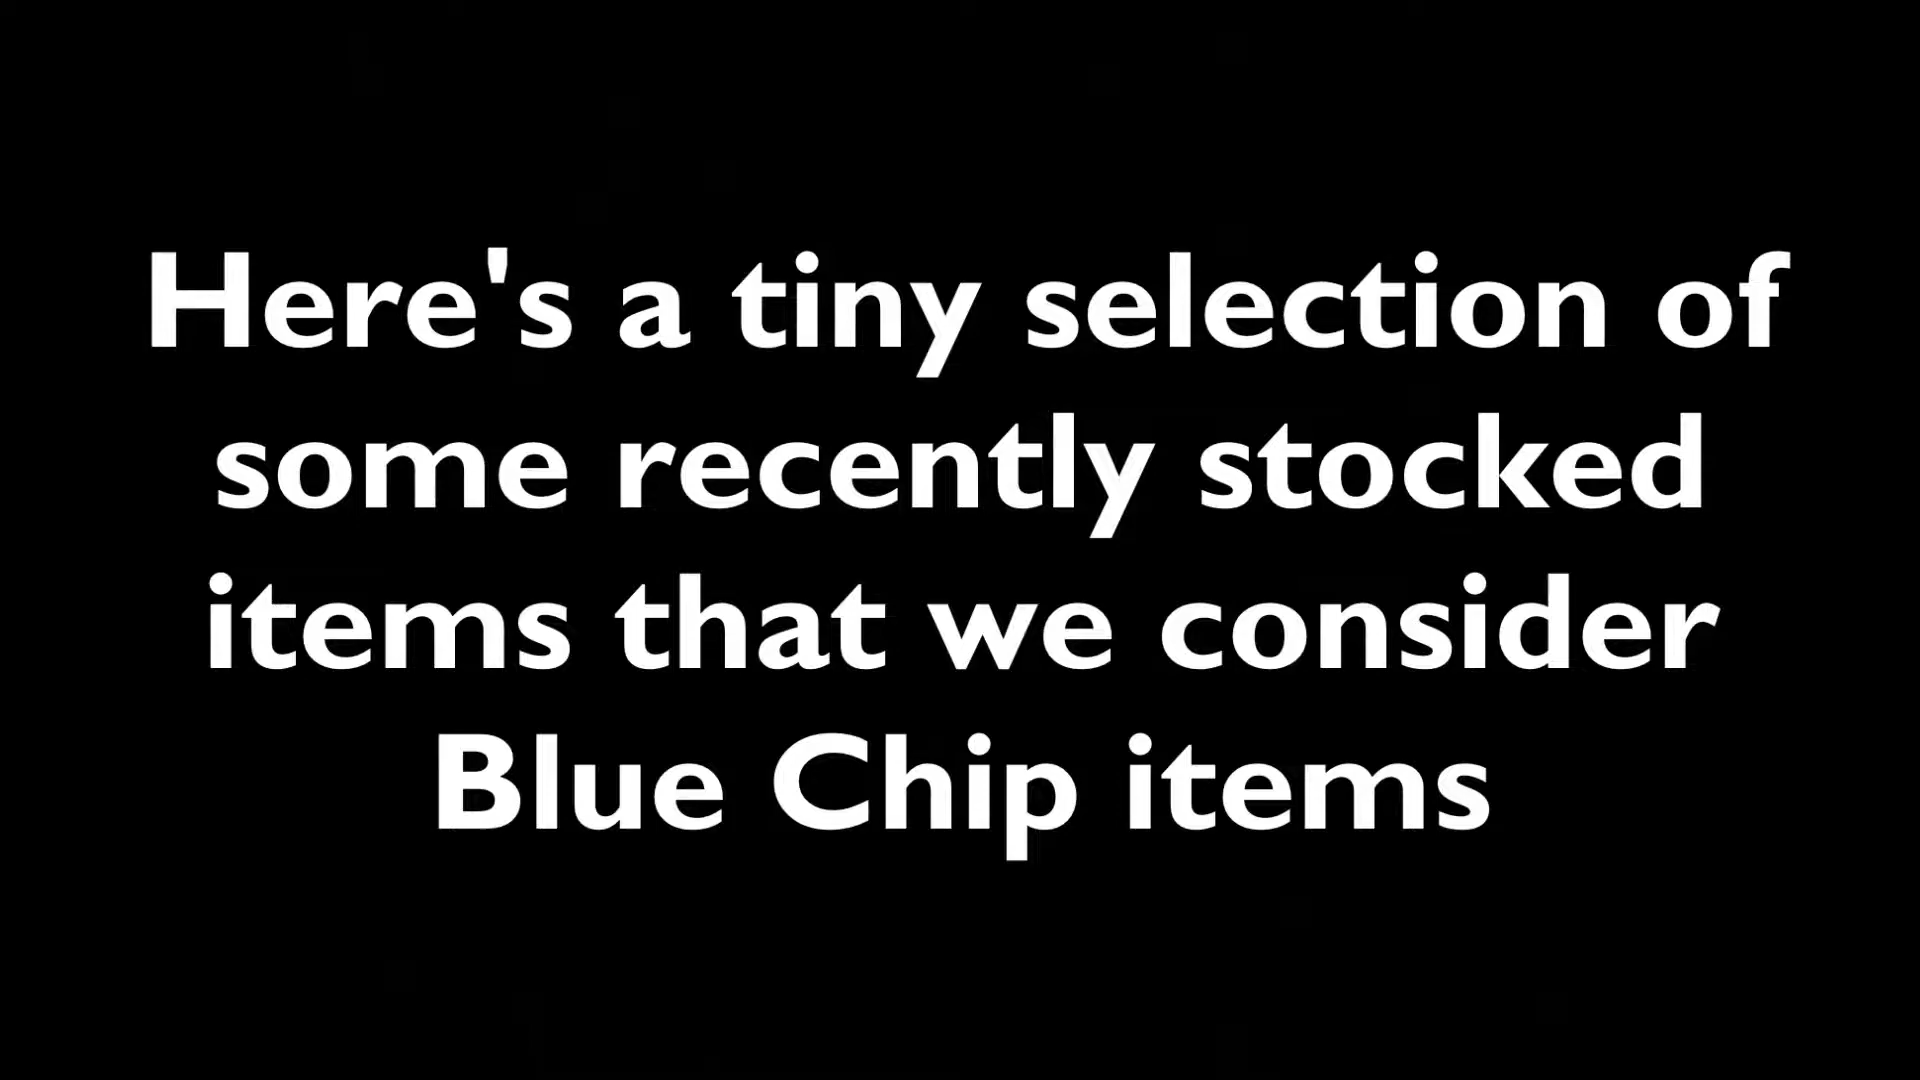 Here's a tiny selection of
some recently stocked
items that we consider
Blue Chip items